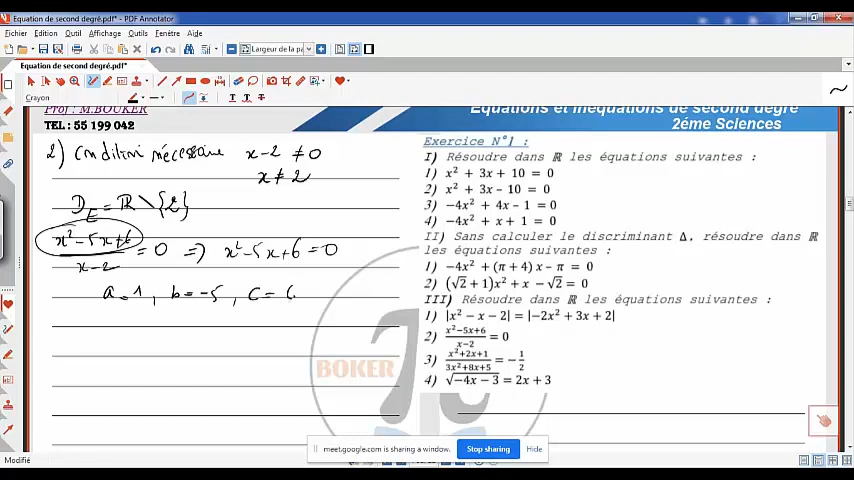 Equation de second degré.pdf* - PDF Annotator
Fichier Edition Outil Affichage Outils Fenêtre Aide
Largeur de la pa
Equation de second degré.pdf*
Crayon
Prof : M.BOUKER
TEL : 55 199 042
Equations et inéquations de second degré
2éme Sciences
2) Condition nécessaire x-2 ≠ 0
x ≠ 2
D_E = ℝ \ {2}
(x² - 5x + 6)/(x-2) = 0 ⇒ x² - 5x + 6 = 0
a = 1 , b = -5 , c = 6
Exercice N°1 :
I) Résoudre dans ℝ les équations suivantes :
1) x² + 3x + 10 = 0
2) x² + 3x - 10 = 0
3) -4x² + 4x - 1 = 0
4) -4x² + x + 1 = 0
II) Sans calculer le discriminant Δ, résoudre dans ℝ
les équations suivantes :
1) -4x² + (π + 4) x - π = 0
2) (√2 + 1)x² + x - √2 = 0
III) Résoudre dans ℝ les équations suivantes :
1) |x² - x - 2| = |-2x² + 3x + 2|
2) (x²-5x+6)/(x-2) = 0
3) (x²+2x+1)/(3x²+8x+5) = -1/2
4) √(-4x - 3) = 2x + 3
BOKER
meet.google.com is sharing a window. Stop sharing Hide
Modifié